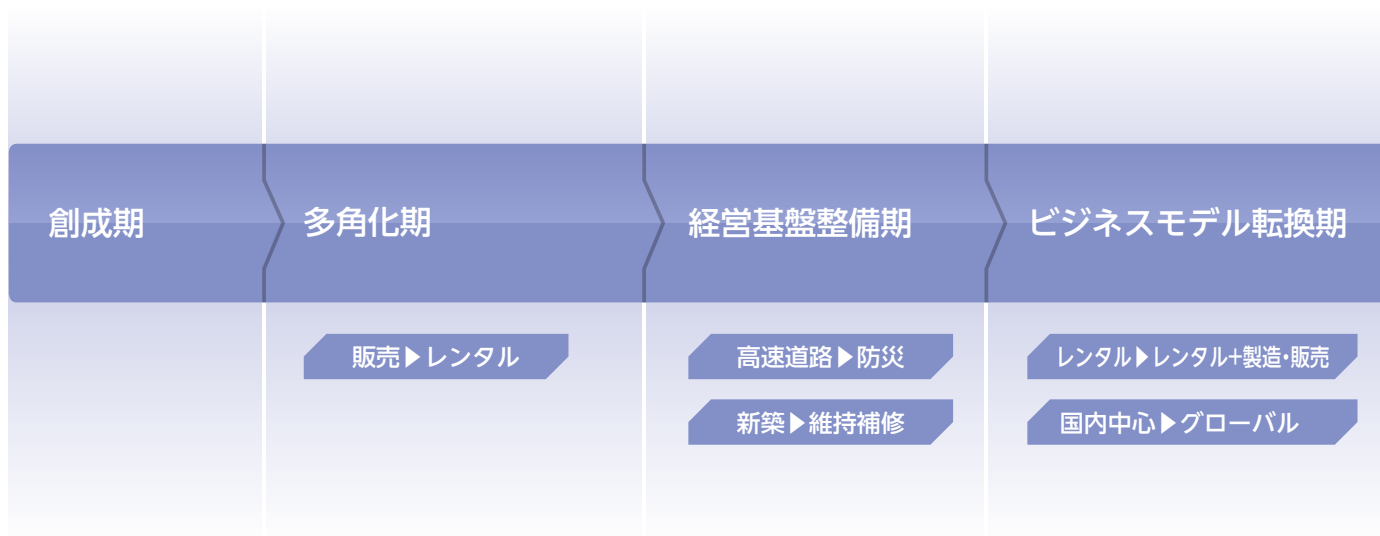 創成期
多角化期
経営基盤整備期
ビジネスモデル転換期
販売▶レンタル
高速道路▶防災
レンタル▶レンタル+製造・販売
新築▶維持補修
国内中心▶グローバル